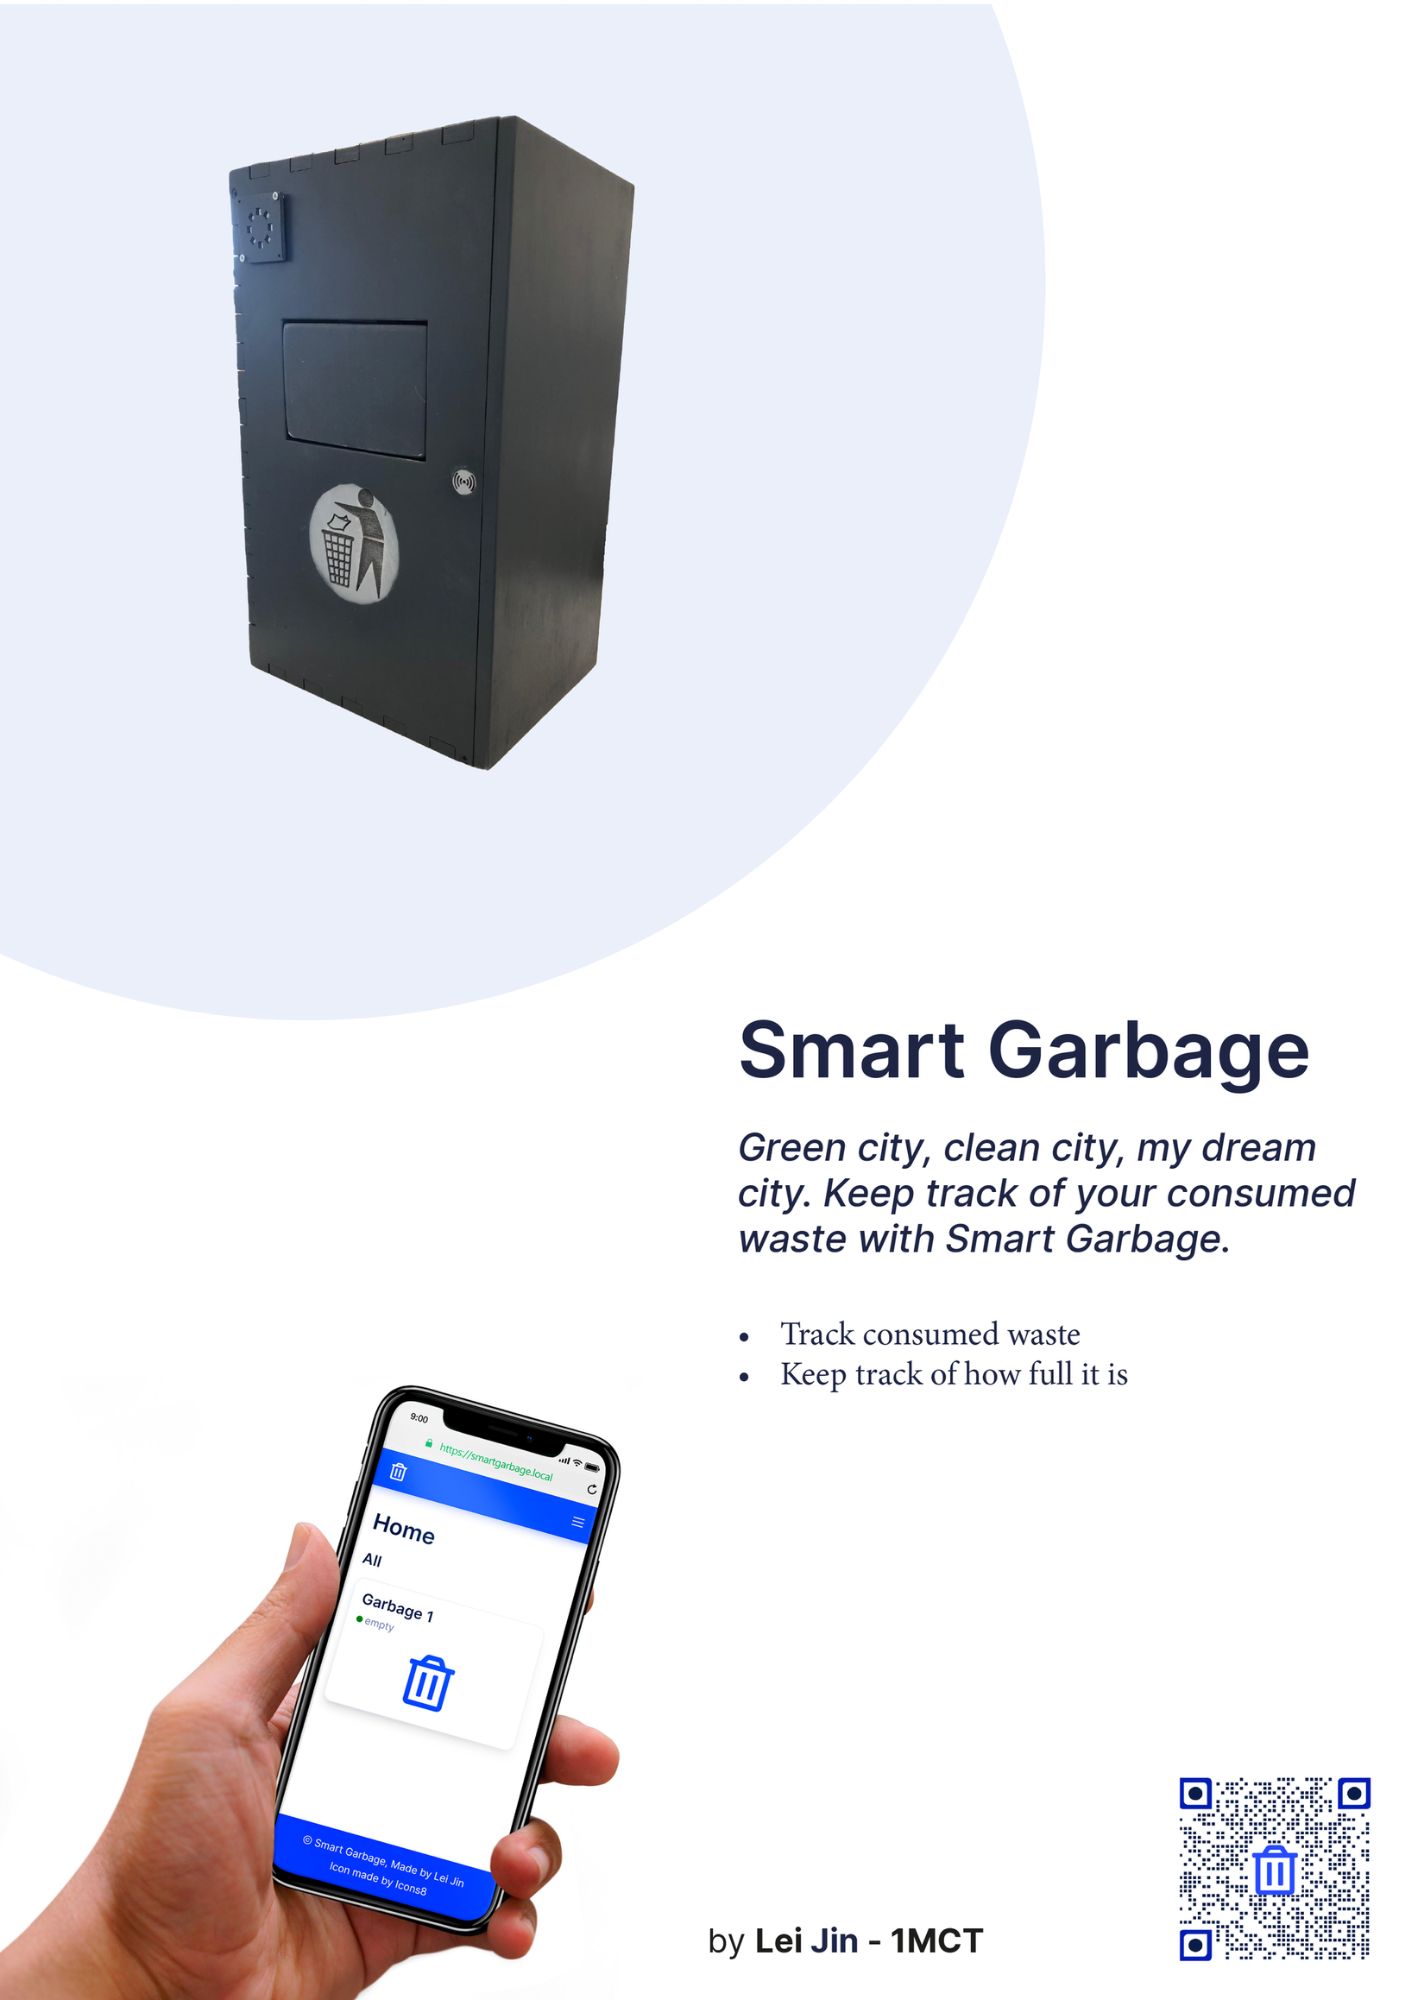 Smart Garbage
Green city, clean city, my dream
city. Keep track of your consumed
waste with Smart Garbage.
• Track consumed waste
• Keep track of how full it is
9:00
https://smartgarbage.local
Home
All
Garbage 1
empty
© Smart Garbage, Made by Lei Jin
Icon made by Icons8
by Lei Jin - 1MCT